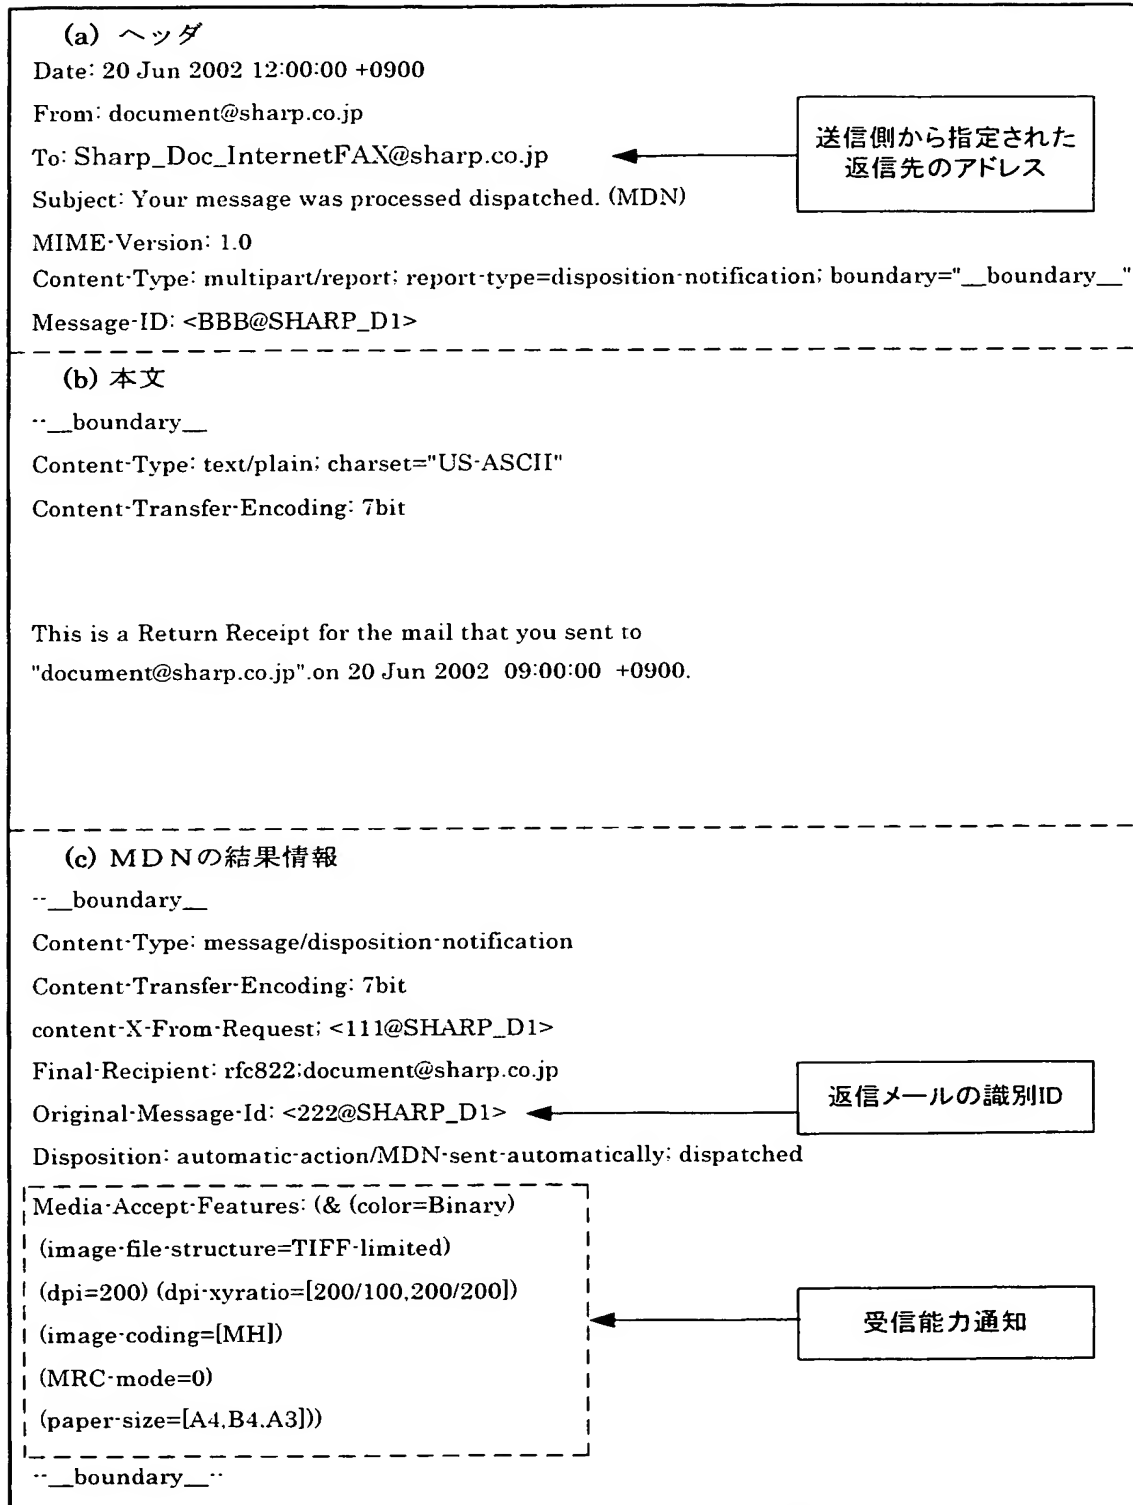 (a) ヘッダ
Date: 20 Jun 2002 12:00:00 +0900
From: document@sharp.co.jp
To: Sharp_Doc_InternetFAX@sharp.co.jp
送信側から指定された
返信先のアドレス
Subject: Your message was processed dispatched. (MDN)
MIME-Version: 1.0
Content-Type: multipart/report; report-type=disposition-notification; boundary="__boundary__"
Message-ID: <BBB@SHARP_D1>
(b) 本文
--__boundary__
Content-Type: text/plain; charset="US-ASCII"
Content-Transfer-Encoding: 7bit
This is a Return Receipt for the mail that you sent to
"document@sharp.co.jp".on 20 Jun 2002 09:00:00 +0900.
(c) MDNの結果情報
--__boundary__
Content-Type: message/disposition-notification
Content-Transfer-Encoding: 7bit
content-X-From-Request; <111@SHARP_D1>
Final-Recipient: rfc822;document@sharp.co.jp
Original-Message-Id: <222@SHARP_D1>
返信メールの識別ID
Disposition: automatic-action/MDN-sent-automatically; dispatched
Media-Accept-Features: (& (color=Binary)
(image-file-structure=TIFF-limited)
(dpi=200) (dpi-xyratio=[200/100,200/200])
(image-coding=[MH])
受信能力通知
(MRC-mode=0)
(paper-size=[A4,B4,A3]))
--__boundary__--